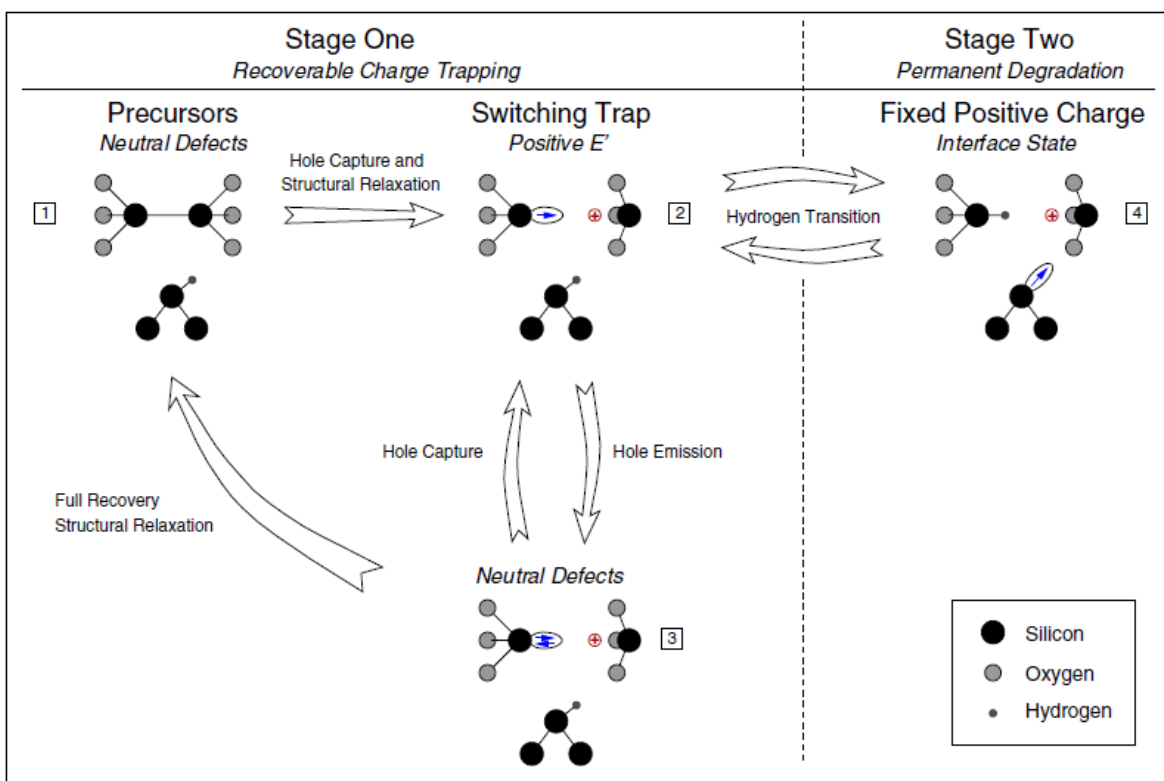 Stage One
Recoverable Charge Trapping
Stage Two
Permanent Degradation
Precursors
Neutral Defects
Switching Trap
Positive E'
Fixed Positive Charge
Interface State
Hole Capture and
Structural Relaxation
1
2
Hydrogen Transition
4
Hole Capture
Hole Emission
Full Recovery
Structural Relaxation
Neutral Defects
3
Silicon
Oxygen
Hydrogen